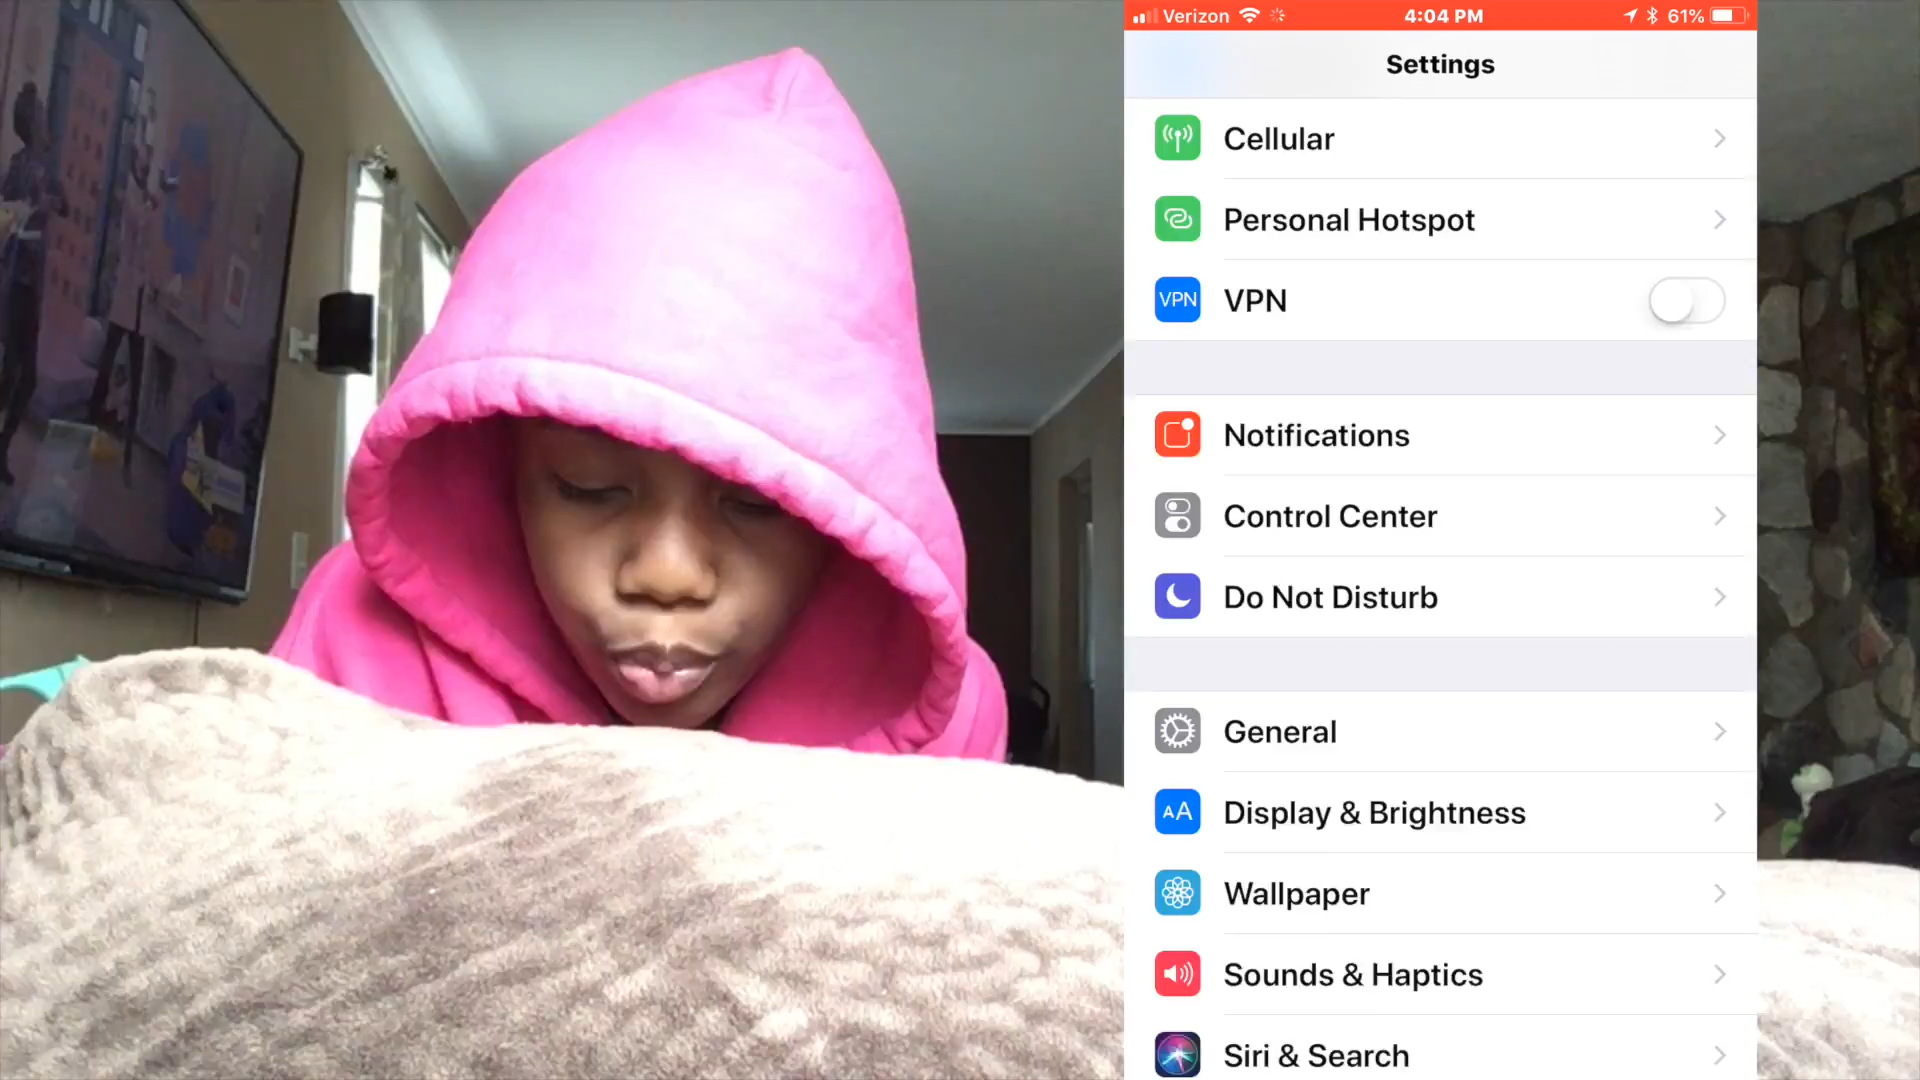 Verizon 4:04 PM 61%
Settings
Cellular
Personal Hotspot
VPN VPN
Notifications
Control Center
Do Not Disturb
General
AA Display & Brightness
Wallpaper
Sounds & Haptics
Siri & Search